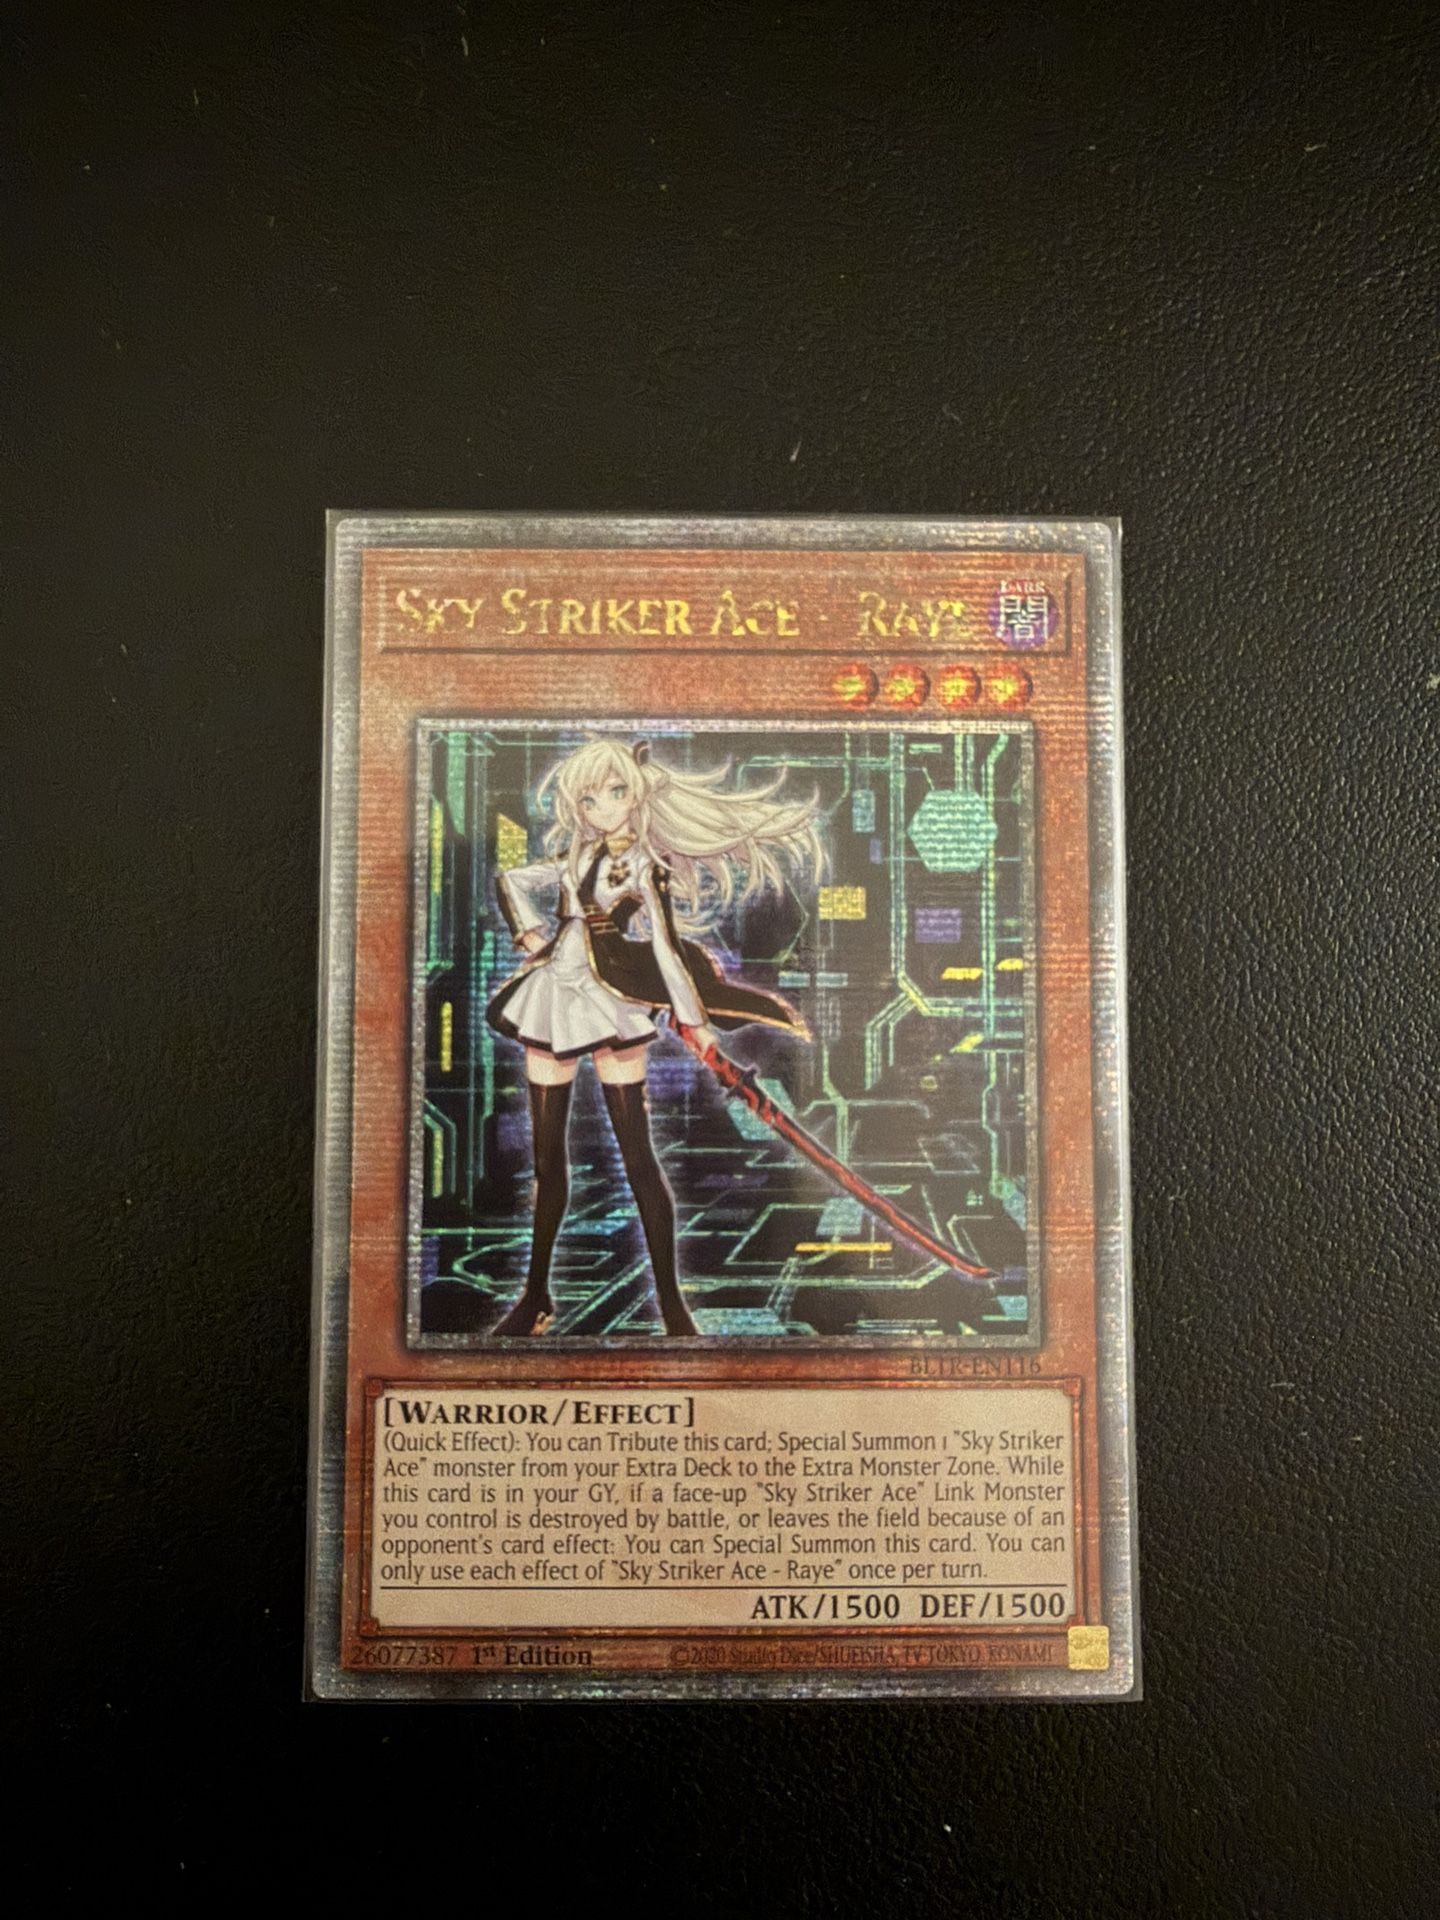 SKY STRIKER ACE - RAYE
DARK
闇
BLTR-EN116
[WARRIOR/EFFECT]
(Quick Effect): You can Tribute this card; Special Summon 1 "Sky Striker
Ace" monster from your Extra Deck to the Extra Monster Zone. While
this card is in your GY, if a face-up "Sky Striker Ace" Link Monster
you control is destroyed by battle, or leaves the field because of an
opponent's card effect: You can Special Summon this card. You can
only use each effect of "Sky Striker Ace - Raye" once per turn.
ATK/1500 DEF/1500
26077387 1st Edition ©2020 Studio Dice/SHUEISHA, TV TOKYO, KONAMI